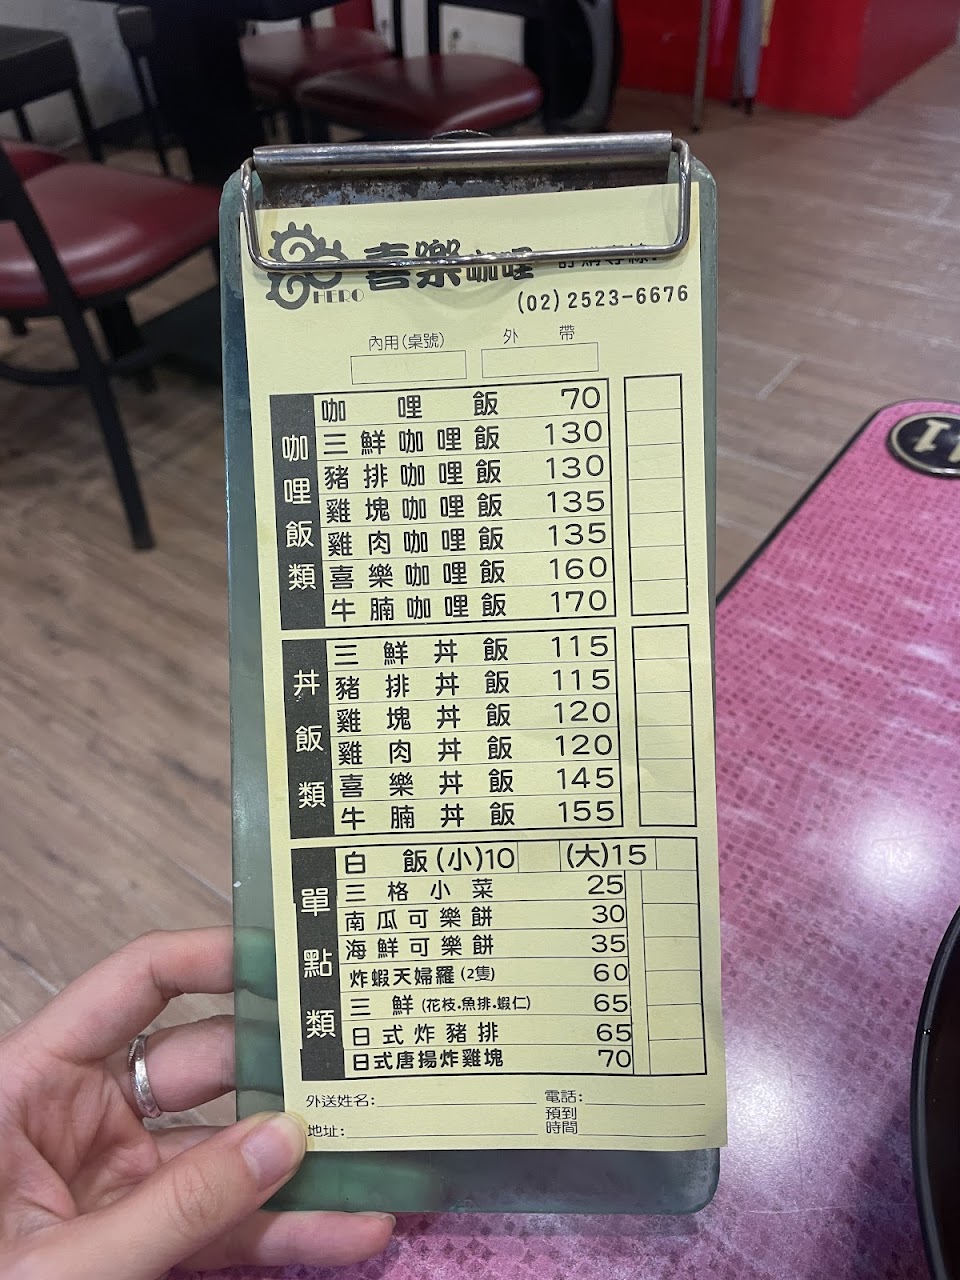 HERO 喜樂咖哩 訂購專線:
(02)2523-6676
內用(桌號) 外帶
咖哩飯類
咖哩飯 70
三鮮咖哩飯 130
豬排咖哩飯 130
雞塊咖哩飯 135
雞肉咖哩飯 135
喜樂咖哩飯 160
牛腩咖哩飯 170
丼飯類
三鮮丼飯 115
豬排丼飯 115
雞塊丼飯 120
雞肉丼飯 120
喜樂丼飯 145
牛腩丼飯 155
單點類
白飯(小)10 (大)15
三格小菜 25
南瓜可樂餅 30
海鮮可樂餅 35
炸蝦天婦羅(2隻) 60
三鮮(花枝.魚排.蝦仁) 65
日式炸豬排 65
日式唐揚炸雞塊 70
外送姓名: 電話:
地址: 預到時間
11